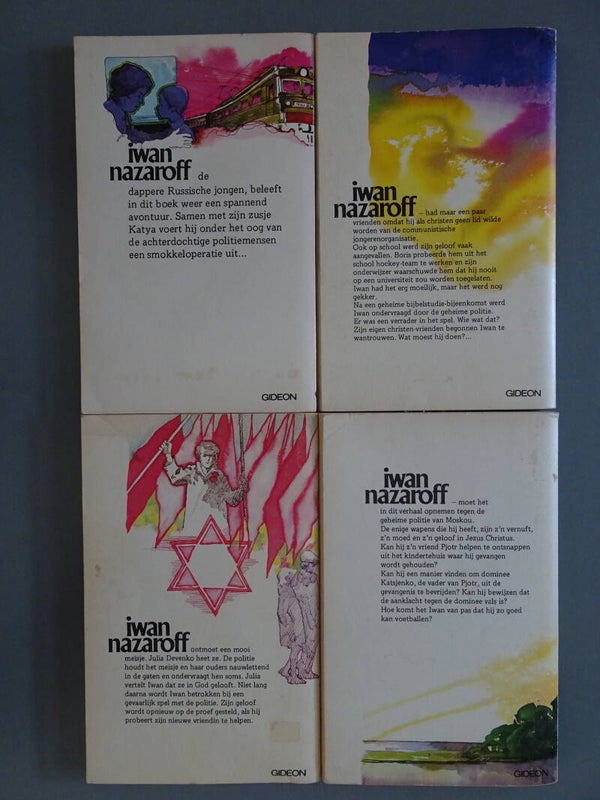 iwan
nazaroff de
dappere Russische jongen, beleeft
in dit boek weer een spannend
avontuur. Samen met zijn zusje
Katya voert hij onder het oog van
de achterdochtige politiemensen
een smokkeloperatie uit...
GIDEON
iwan
nazaroff – had maar een paar
vrienden omdat hij als christen geen lid wilde
worden van de communistische
jongerenorganisatie.
Ook op school werd zijn geloof vaak
aangevallen. Boris probeerde hem uit het
school hockey-team te werken en zijn
onderwijzer waarschuwde hem dat hij nooit
op een universiteit zou worden toegelaten.
Iwan had het erg moeilijk, maar het werd nog
gekker.
Na een geheime bijbelstudie-bijeenkomst werd
Iwan ondervraagd door de geheime politie.
Er was een verrader in het spel. Wie wat dat?
Zijn eigen christen-vrienden begonnen Iwan te
wantrouwen. Wat moest hij doen?...
GIDEON
iwan
nazaroff ontmoet een mooi
meisje. Julia Devenko heet ze. De politie
houdt het meisje en haar ouders nauwlettend
in de gaten en ondervraagt hen soms. Julia
vertelt Iwan dat ze in God gelooft. Niet lang
daarna wordt Iwan betrokken bij een
gevaarlijk spel met de politie. Zijn geloof
wordt opnieuw op de proef gesteld, als hij
probeert zijn nieuwe vriendin te helpen.
GIDEON
iwan
nazaroff – moet het
in dit verhaal opnemen tegen de
geheime politie van Moskou.
De enige wapens die hij heeft, zijn z'n vernuft,
z'n moed en z'n geloof in Jezus Christus.
Kan hij z'n vriend Pjotr helpen te ontsnappen
uit het kindertehuis waar hij gevangen
wordt gehouden?
Kan hij een manier vinden om dominee
Katsjenko, de vader van Pjotr, uit de
gevangenis te bevrijden? Kan hij bewijzen dat
de aanklacht tegen de dominee vals is?
Hoe komt het Iwan van pas dat hij zo goed
kan voetballen?
GIDEON